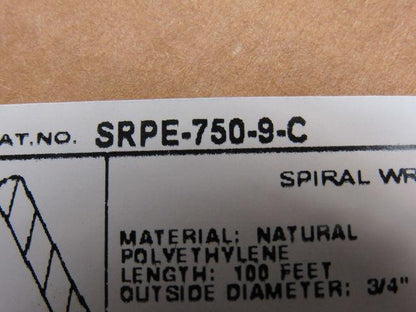 AT.NO. SRPE-750-9-C
SPIRAL WR
MATERIAL: NATURAL
POLYETHYLENE
LENGTH: 100 FEET
OUTSIDE DIAMETER: 3/4"